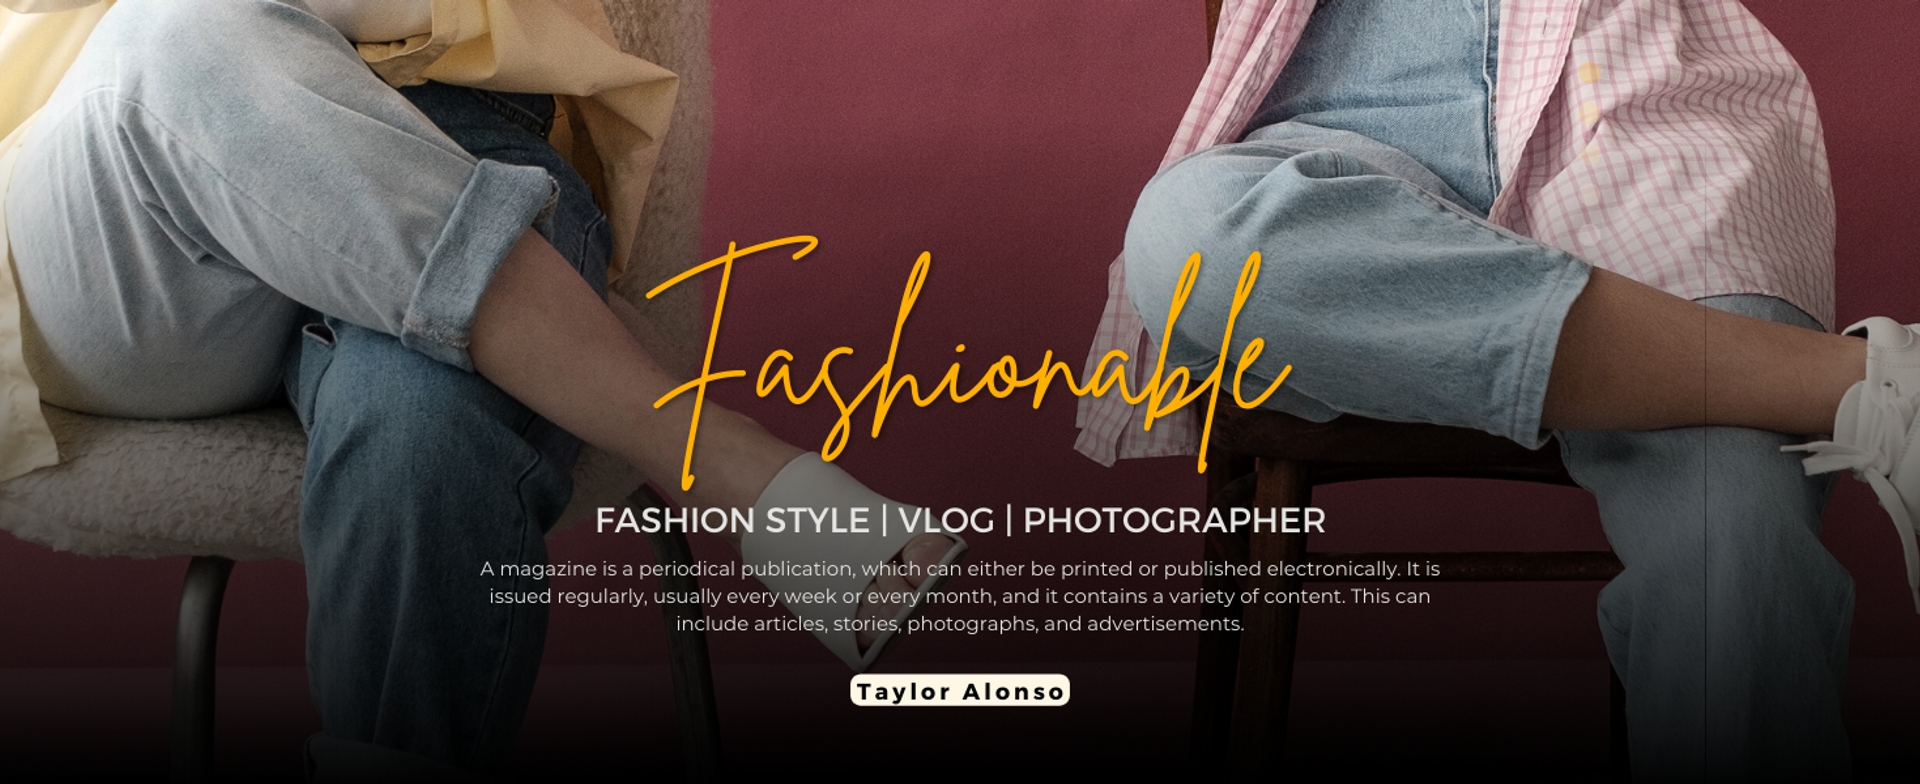 Fashionable
FASHION STYLE | VLOG | PHOTOGRAPHER
A magazine is a periodical publication, which can either be printed or published electronically. It is
issued regularly, usually every week or every month, and it contains a variety of content. This can
include articles, stories, photographs, and advertisements.
Taylor Alonso